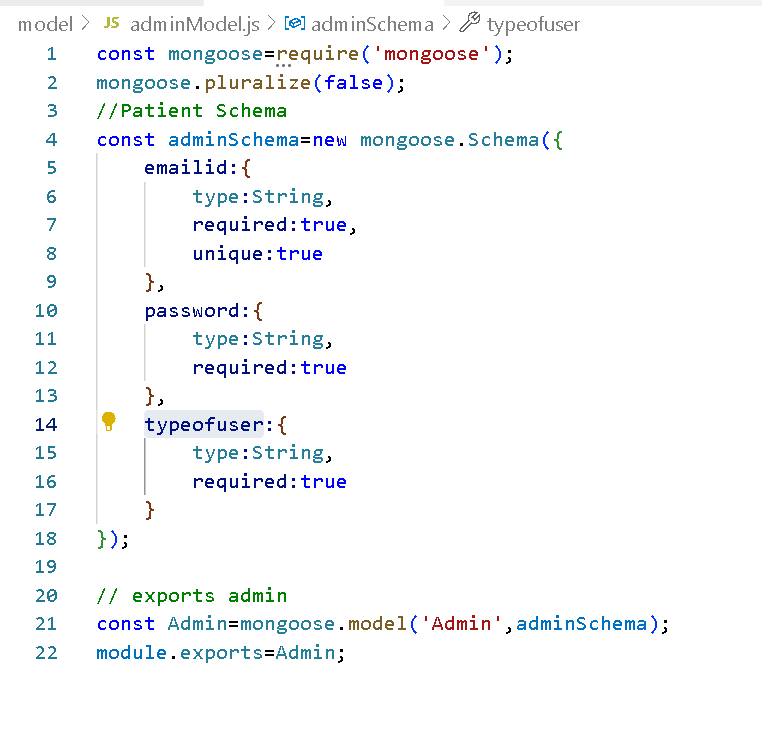 model > JS adminModel.js > adminSchema > typeofuser
1 const mongoose=require('mongoose');
2 mongoose.pluralize(false);
3 //Patient Schema
4 const adminSchema=new mongoose.Schema({
5     emailid:{
6         type:String,
7         required:true,
8         unique:true
9     },
10     password:{
11         type:String,
12         required:true
13     },
14     typeofuser:{
15         type:String,
16         required:true
17     }
18 });
19
20 // exports admin
21 const Admin=mongoose.model('Admin',adminSchema);
22 module.exports=Admin;